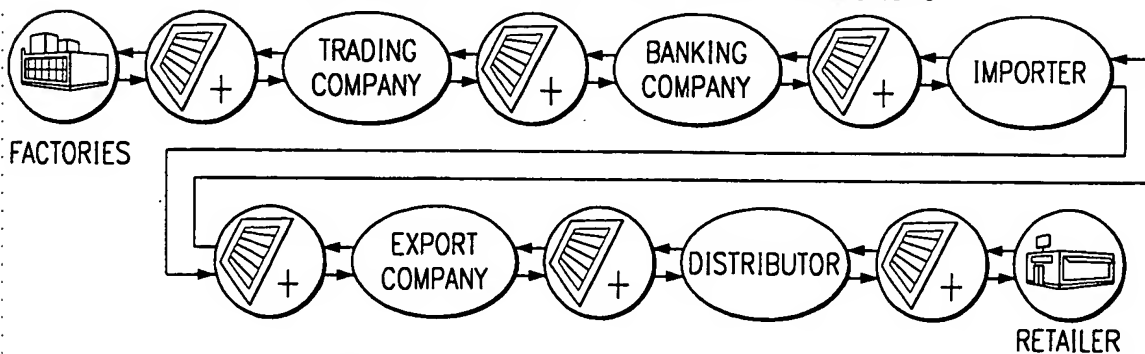 TRADING
COMPANY
BANKING
COMPANY
IMPORTER
FACTORIES
+
+
+
EXPORT
COMPANY
DISTRIBUTOR
+
+
+
RETAILER